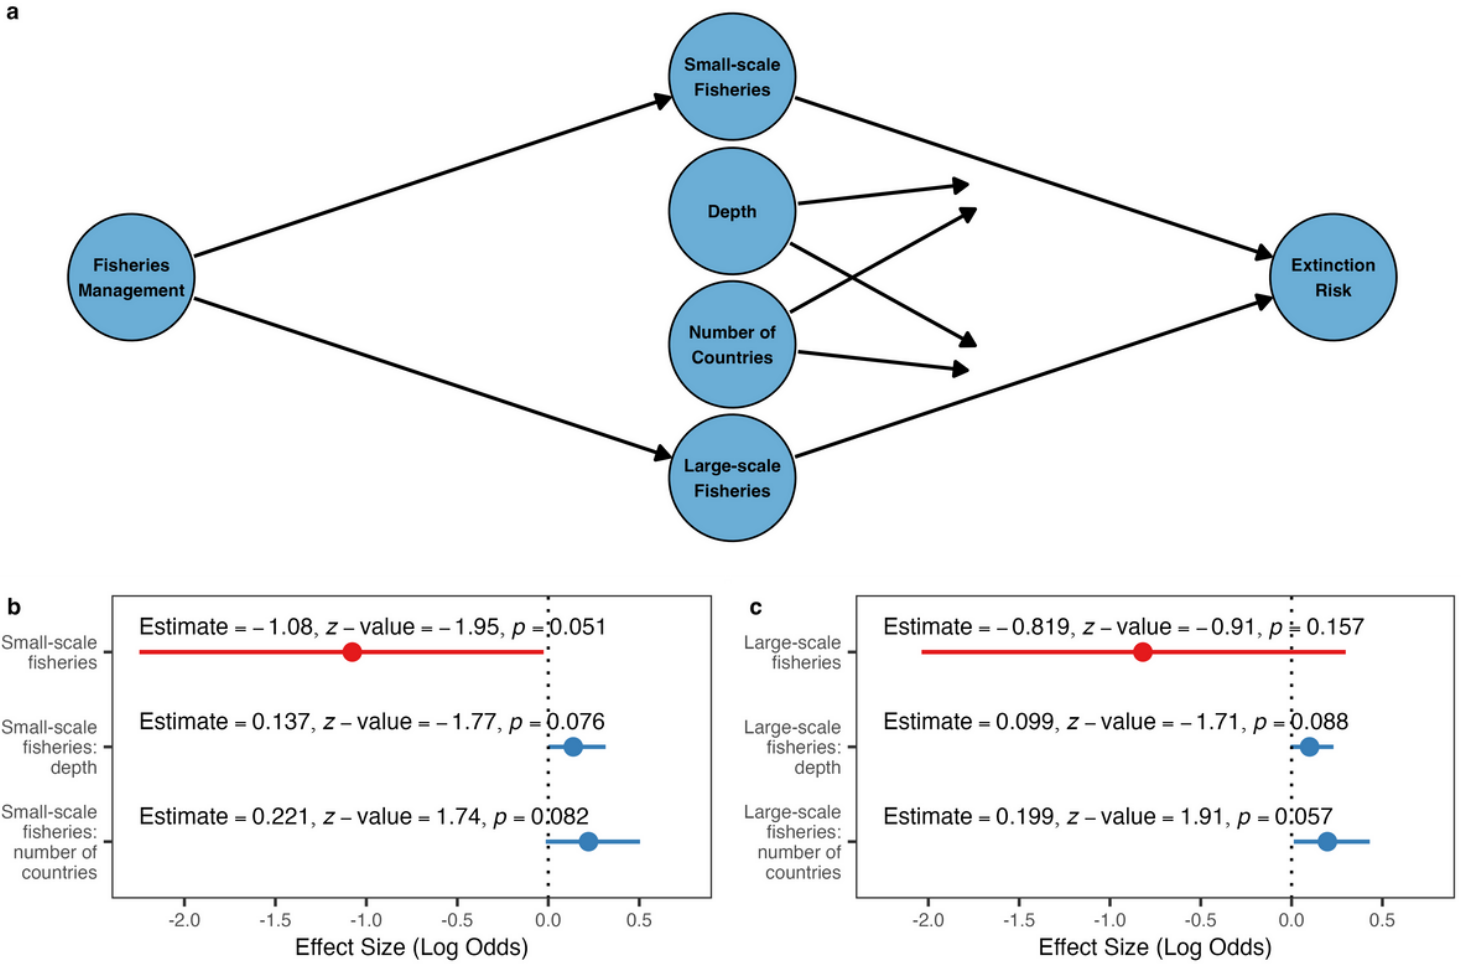 a
Small-scale
Fisheries
Depth
Fisheries
Management
Extinction
Risk
Number of
Countries
Large-scale
Fisheries
b
Estimate = −1.08, z − value = −1.95, p = 0.051
Small-scale
fisheries
Estimate = 0.137, z − value = −1.77, p = 0.076
Small-scale
fisheries:
depth
Estimate = 0.221, z − value = 1.74, p = 0.082
Small-scale
fisheries:
number of
countries
-2.0 -1.5 -1.0 -0.5 0.0 0.5
Effect Size (Log Odds)
c
Estimate = −0.819, z − value = −0.91, p = 0.157
Large-scale
fisheries
Estimate = 0.099, z − value = −1.71, p = 0.088
Large-scale
fisheries:
depth
Estimate = 0.199, z − value = 1.91, p = 0.057
Large-scale
fisheries:
number of
countries
-2.0 -1.5 -1.0 -0.5 0.0 0.5
Effect Size (Log Odds)